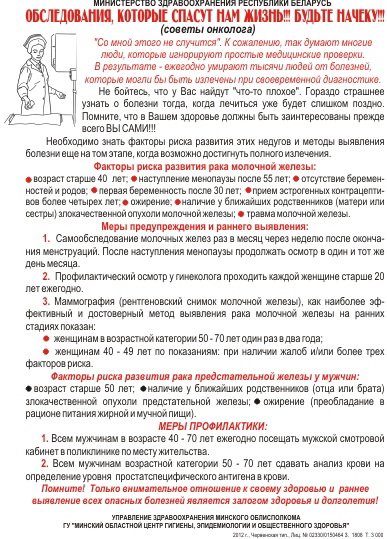 МИНИСТЕРСТВО ЗДРАВООХРАНЕНИЯ РЕСПУБЛИКИ БЕЛАРУСЬ
ОБСЛЕДОВАНИЯ, КОТОРЫЕ СПАСУТ НАМ ЖИЗНЬ!!! БУДЬТЕ НАЧЕКУ!!!
(советы онколога)
"Со мной этого не случится". К сожалению, так думают многие
люди, которые игнорируют простые медицинские проверки.
В результате - ежегодно умирают тысячи людей от болезней,
которые могли бы быть излечены при своевременной диагностике.
Не бойтесь, что у Вас найдут "что-то плохое". Гораздо страшнее
узнать о болезни тогда, когда лечиться уже будет слишком поздно.
Помните, что в Вашем здоровье должны быть заинтересованы прежде
всего ВЫ САМИ!!!
Необходимо знать факторы риска развития этих недугов и методы выявления
болезни еще на том этапе, когда возможно достигнуть полного излечения.
Факторы риска развития рака молочной железы:
● возраст старше 40 лет; ● наступление менопаузы после 55 лет; ● отсутствие беремен-
ностей и родов; ● первая беременность после 30 лет; ● прием эстрогенных контрацепти-
вов более четырех лет; ● ожирение; ● наличие у ближайших родственников (матери или
сестры) злокачественной опухоли молочной железы; ● травма молочной железы.
Меры предупреждения и раннего выявления:
1. Самообследование молочных желез раз в месяц через неделю после оконча-
ния менструаций. После наступления менопаузы продолжать осмотр в один и тот же
день месяца.
2. Профилактический осмотр у гинеколога проходить каждой женщине старше 20
лет ежегодно.
3. Маммография (рентгеновский снимок молочной железы), как наиболее эф-
фективный и достоверный метод выявления рака молочной железы на ранних
стадиях показан:
● женщинам в возрастной категории 50 - 70 лет один раз в два года;
● женщинам 40 - 49 лет по показаниям: при наличии жалоб и/или более трех
факторов риска.
Факторы риска развития рака предстательной железы у мужчин:
● возраст старше 50 лет; ● наличие у ближайших родственников (отца или брата)
злокачественной опухоли предстательной железы; ● ожирение (преобладание в
рационе питания жирной и мучной пищи).
МЕРЫ ПРОФИЛАКТИКИ:
1. Всем мужчинам в возрасте 40 - 70 лет ежегодно посещать мужской смотровой
кабинет в поликлинике по месту жительства.
2. Всем мужчинам возрастной категории 50 - 70 лет сдавать анализ крови на
определение уровня простатспецифического антигена в крови.
Помните! Только внимательное отношение к своему здоровью и раннее
выявление всех опасных болезней является залогом здоровья и долголетия!
УПРАВЛЕНИЕ ЗДРАВООХРАНЕНИЯ МИНСКОГО ОБЛИСПОЛКОМА
ГУ "МИНСКИЙ ОБЛАСТНОЙ ЦЕНТР ГИГИЕНЫ, ЭПИДЕМИОЛОГИИ И ОБЩЕСТВЕННОГО ЗДОРОВЬЯ"
2012 г., Червенская тип., Лиц. № 02330/0150464 З. 1808 Т. 3 000